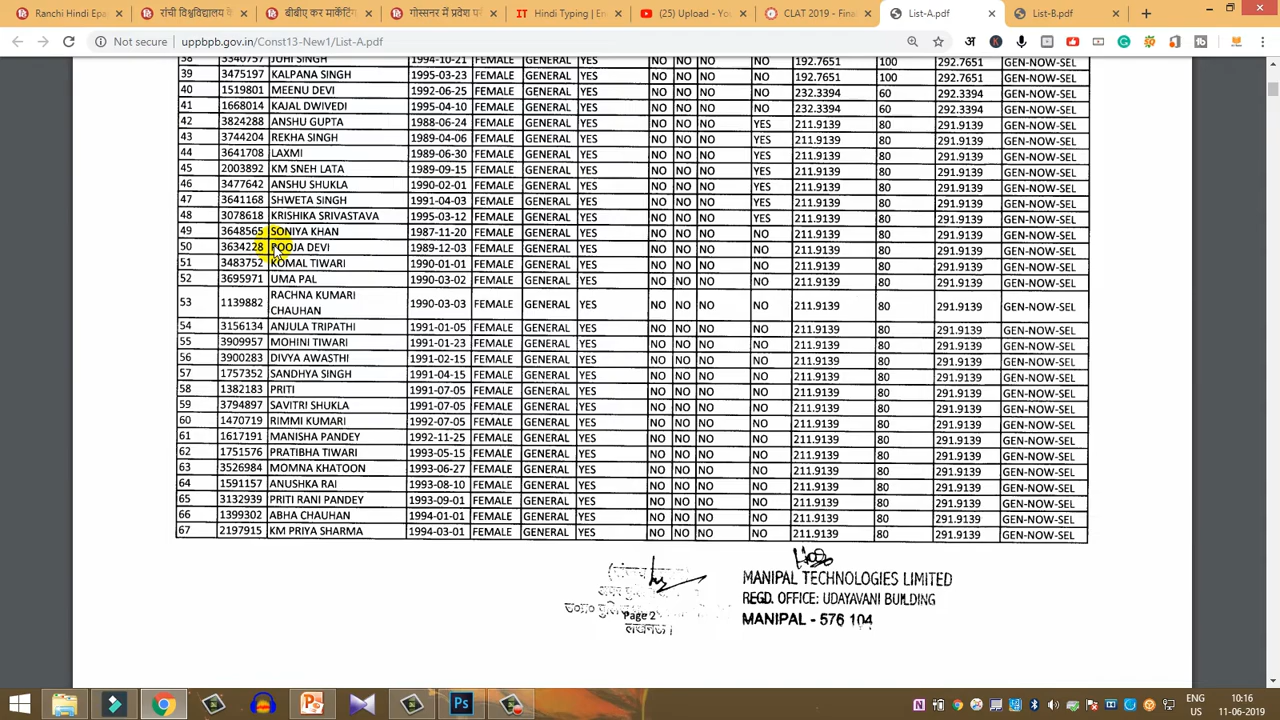 Ranchi Hindi Epa
रांची विश्वविद्यालय वे
बीबीए कर मार्केटिंग
गोस्सनर में प्रवेश प
Hindi Typing | En
(25) Upload - Yo
CLAT 2019 - Fina
List-A.pdf
List-B.pdf
Not secure | uppbpb.gov.in/Const13-New1/List-A.pdf
38 3340757 JUHI SINGH 1994-10-21 FEMALE GENERAL YES NO NO NO NO 192.7651 100 292.7651 GEN-NOW-SEL
39 3475197 KALPANA SINGH 1995-03-23 FEMALE GENERAL YES NO NO NO NO 192.7651 100 292.7651 GEN-NOW-SEL
40 1519801 MEENU DEVI 1992-06-25 FEMALE GENERAL YES NO NO NO NO 232.3394 60 292.3394 GEN-NOW-SEL
41 1668014 KAJAL DWIVEDI 1995-04-10 FEMALE GENERAL YES NO NO NO NO 232.3394 60 292.3394 GEN-NOW-SEL
42 3824288 ANSHU GUPTA 1988-06-24 FEMALE GENERAL YES NO NO NO YES 211.9139 80 291.9139 GEN-NOW-SEL
43 3744204 REKHA SINGH 1989-04-06 FEMALE GENERAL YES NO NO NO YES 211.9139 80 291.9139 GEN-NOW-SEL
44 3641708 LAXMI 1989-06-30 FEMALE GENERAL YES NO NO NO YES 211.9139 80 291.9139 GEN-NOW-SEL
45 2003892 KM SNEH LATA 1989-09-15 FEMALE GENERAL YES NO NO NO YES 211.9139 80 291.9139 GEN-NOW-SEL
46 3477642 ANSHU SHUKLA 1990-02-01 FEMALE GENERAL YES NO NO NO YES 211.9139 80 291.9139 GEN-NOW-SEL
47 3641168 SHWETA SINGH 1991-04-03 FEMALE GENERAL YES NO NO NO YES 211.9139 80 291.9139 GEN-NOW-SEL
48 3078618 KRISHIKA SRIVASTAVA 1995-03-12 FEMALE GENERAL YES NO NO NO YES 211.9139 80 291.9139 GEN-NOW-SEL
49 3648565 SONIYA KHAN 1987-11-20 FEMALE GENERAL YES NO NO NO NO 211.9139 80 291.9139 GEN-NOW-SEL
50 3634228 POOJA DEVI 1989-12-03 FEMALE GENERAL YES NO NO NO NO 211.9139 80 291.9139 GEN-NOW-SEL
51 3483752 KOMAL TIWARI 1990-01-01 FEMALE GENERAL YES NO NO NO NO 211.9139 80 291.9139 GEN-NOW-SEL
52 3695971 UMA PAL 1990-03-02 FEMALE GENERAL YES NO NO NO NO 211.9139 80 291.9139 GEN-NOW-SEL
53 1139882 RACHNA KUMARI CHAUHAN 1990-03-03 FEMALE GENERAL YES NO NO NO NO 211.9139 80 291.9139 GEN-NOW-SEL
54 3156134 ANJULA TRIPATHI 1991-01-05 FEMALE GENERAL YES NO NO NO NO 211.9139 80 291.9139 GEN-NOW-SEL
55 3909957 MOHINI TIWARI 1991-01-23 FEMALE GENERAL YES NO NO NO NO 211.9139 80 291.9139 GEN-NOW-SEL
56 3900283 DIVYA AWASTHI 1991-02-15 FEMALE GENERAL YES NO NO NO NO 211.9139 80 291.9139 GEN-NOW-SEL
57 1757352 SANDHYA SINGH 1991-04-15 FEMALE GENERAL YES NO NO NO NO 211.9139 80 291.9139 GEN-NOW-SEL
58 1382183 PRITI 1991-07-05 FEMALE GENERAL YES NO NO NO NO 211.9139 80 291.9139 GEN-NOW-SEL
59 3794897 SAVITRI SHUKLA 1991-07-05 FEMALE GENERAL YES NO NO NO NO 211.9139 80 291.9139 GEN-NOW-SEL
60 1470719 RIMMI KUMARI 1992-07-05 FEMALE GENERAL YES NO NO NO NO 211.9139 80 291.9139 GEN-NOW-SEL
61 1617191 MANISHA PANDEY 1992-11-25 FEMALE GENERAL YES NO NO NO NO 211.9139 80 291.9139 GEN-NOW-SEL
62 1751576 PRATIBHA TIWARI 1993-05-15 FEMALE GENERAL YES NO NO NO NO 211.9139 80 291.9139 GEN-NOW-SEL
63 3526984 MOMNA KHATOON 1993-06-27 FEMALE GENERAL YES NO NO NO NO 211.9139 80 291.9139 GEN-NOW-SEL
64 1591157 ANUSHKA RAI 1993-08-10 FEMALE GENERAL YES NO NO NO NO 211.9139 80 291.9139 GEN-NOW-SEL
65 3132939 PRITI RANI PANDEY 1993-09-01 FEMALE GENERAL YES NO NO NO NO 211.9139 80 291.9139 GEN-NOW-SEL
66 1399302 ABHA CHAUHAN 1994-01-01 FEMALE GENERAL YES NO NO NO NO 211.9139 80 291.9139 GEN-NOW-SEL
67 2197915 KM PRIYA SHARMA 1994-03-01 FEMALE GENERAL YES NO NO NO NO 211.9139 80 291.9139 GEN-NOW-SEL
MANIPAL TECHNOLOGIES LIMITED
REGD. OFFICE: UDAYAVANI BUILDING
MANIPAL - 576 104
Page 2
लखनऊ।
ENG
US
10:16
11-06-2019